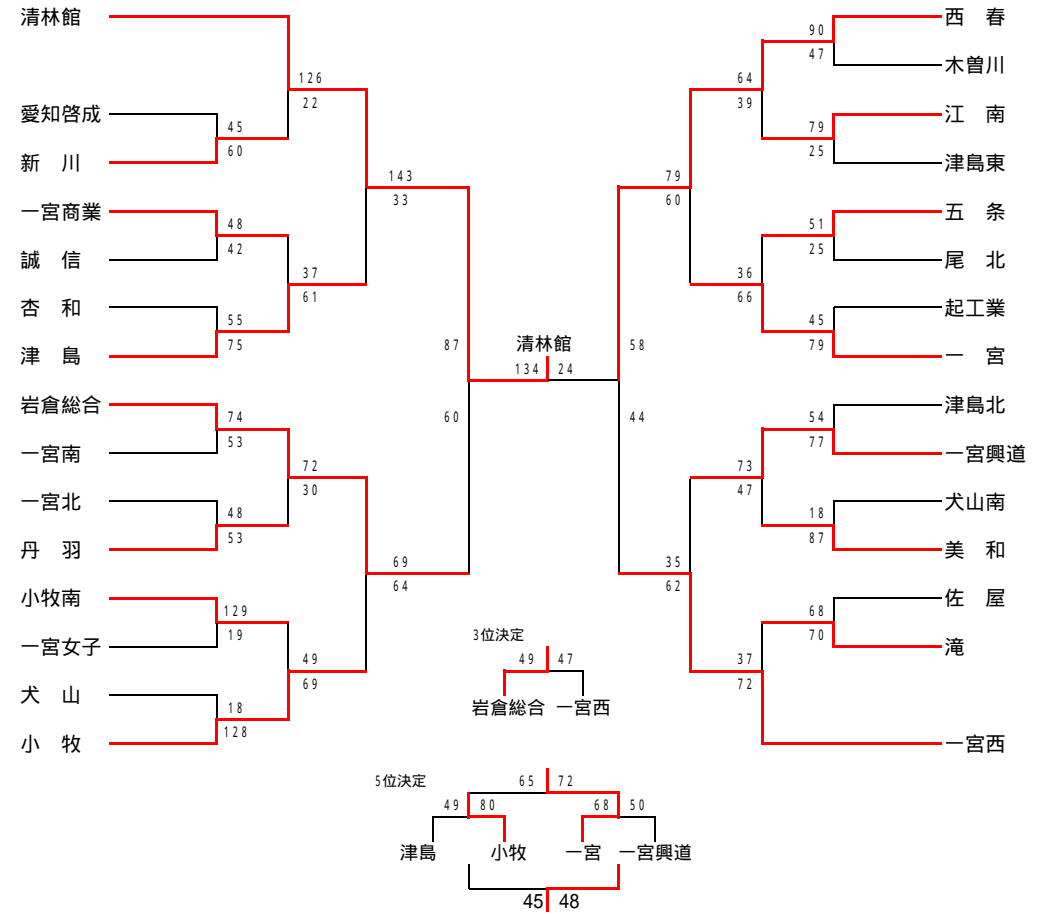 清林館
126
22
愛知啓成
45
60
新　川
143
33
一宮商業
48
42
誠　信
37
61
杏　和
55
75
津　島
87
60
岩倉総合
74
53
一宮南
72
30
一宮北
48
53
丹　羽
69
64
小牧南
129
19
一宮女子
49
69
犬　山
18
128
小　牧
清林館
134 24
西　春
90
47
木曽川
64
39
江　南
79
25
津島東
79
60
五　条
51
25
尾　北
36
66
起工業
45
79
一　宮
58
44
津島北
54
77
一宮興道
73
47
犬山南
18
87
美　和
35
62
佐　屋
68
70
滝
37
72
一宮西
3位決定
49 47
岩倉総合 一宮西
5位決定
65 72
49 80 68 50
津島 小牧 一宮 一宮興道
45 48